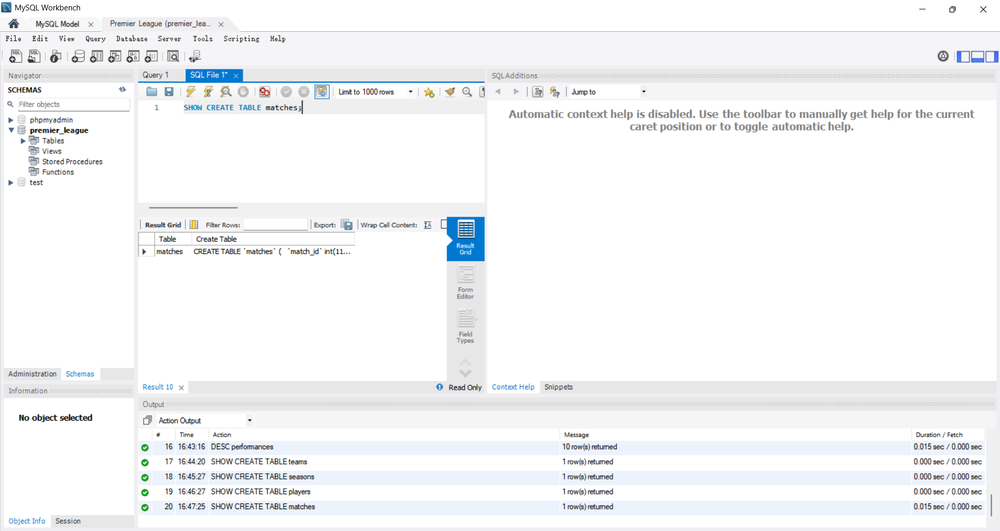 MySQL Workbench
MySQL Model
Premier League (premier_lea...
File Edit View Query Database Server Tools Scripting Help
Navigator
SCHEMAS
Filter objects
phpmyadmin
premier_league
Tables
Views
Stored Procedures
Functions
test
Administration Schemas
Information
No object selected
Object Info Session
Query 1 SQL File 1*
Limit to 1000 rows
1 SHOW CREATE TABLE matches;
Result Grid Filter Rows: Export: Wrap Cell Content:
Table Create Table
matches CREATE TABLE `matches` ( `match_id` int(11...
Result
Grid
Form
Editor
Field
Types
Result 10
Read Only
SQLAdditions
Jump to
Automatic context help is disabled. Use the toolbar to manually get help for the current
caret position or to toggle automatic help.
Context Help Snippets
Output
Action Output
# Time Action Message Duration / Fetch
16 16:43:16 DESC performances 10 row(s) returned 0.015 sec / 0.000 sec
17 16:44:20 SHOW CREATE TABLE teams 1 row(s) returned 0.000 sec / 0.000 sec
18 16:45:27 SHOW CREATE TABLE seasons 1 row(s) returned 0.000 sec / 0.000 sec
19 16:46:27 SHOW CREATE TABLE players 1 row(s) returned 0.000 sec / 0.000 sec
20 16:47:25 SHOW CREATE TABLE matches 1 row(s) returned 0.015 sec / 0.000 sec